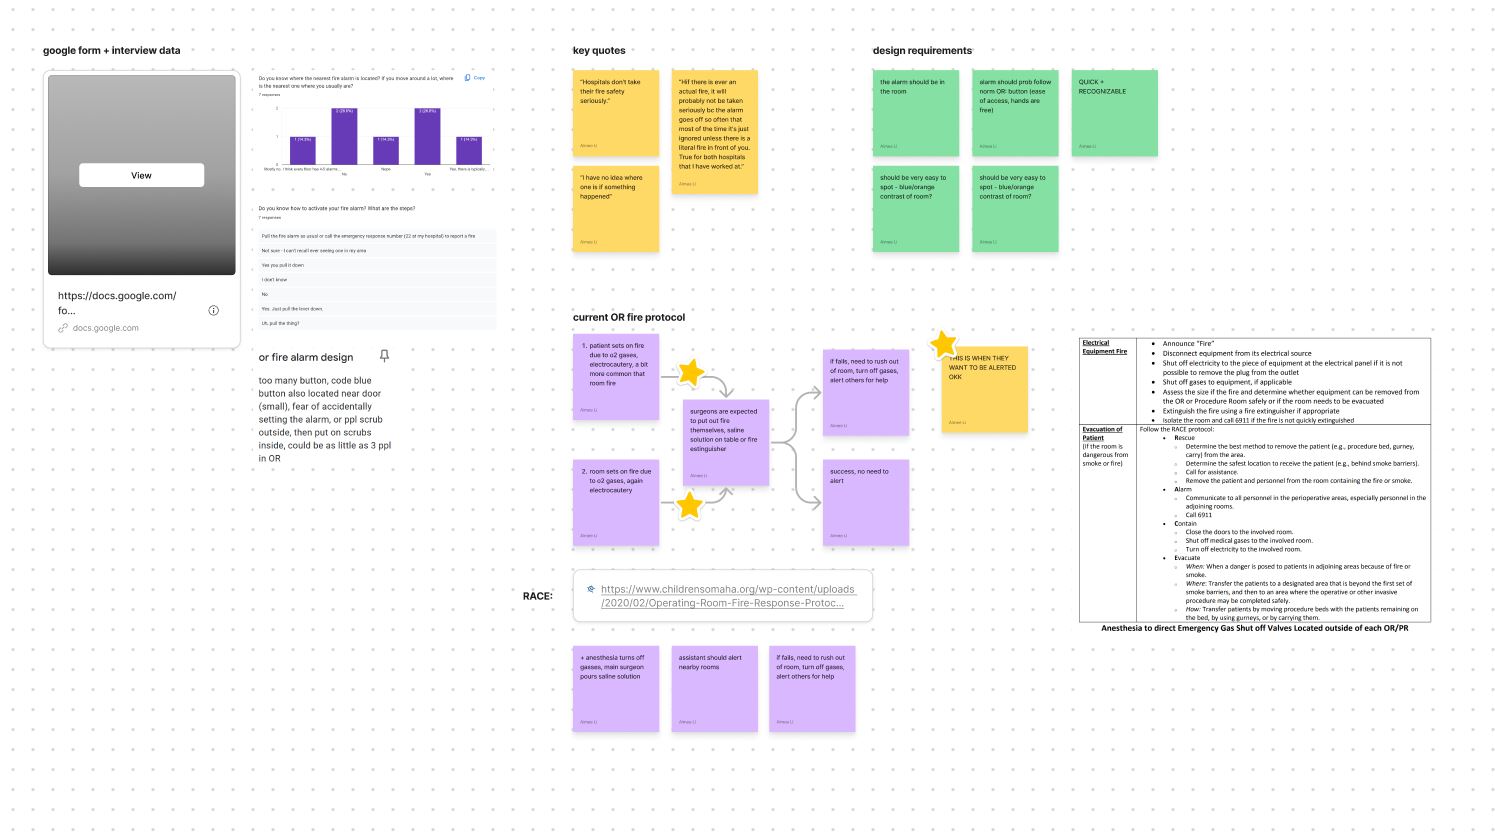 google form + interview data
View
https://docs.google.com/
fo...
docs.google.com
Do you know where the nearest fire alarm is located? If you move around a lot, where
is the nearest one where you usually are?
Copy
7 responses
2
1
0
1 (14.3%)
2 (28.6%)
1 (14.3%)
2 (28.6%)
1 (14.3%)
Mostly no. I think every floor has 4-5 alarms...
No
Nope
Yes
Yes, there is typically...
Do you know how to activate your fire alarm? What are the steps?
7 responses
Pull the fire alarm as usual or call the emergency response number (22 at my hospital) to report a fire
Not sure - I can't recall ever seeing one in my area
Yes you pull it down
I don't know
No
Yes. Just pull the lever down.
Uh, pull the thing?
or fire alarm design
too many button, code blue
button also located near door
(small), fear of accidentally
setting the alarm, or ppl scrub
outside, then put on scrubs
inside, could be as little as 3 ppl
in OR
key quotes
"Hospitals don't take
their fire safety
seriously."
Aimee Li
"Hif there is ever an
actual fire, it will
probably not be taken
seriously bc the alarm
goes off so often that
most of the time it's just
ignored unless there is a
literal fire in front of you.
True for both hospitals
that I have worked at."
Aimee Li
"I have no idea where
one is if something
happened"
Aimee Li
design requirements
the alarm should be in
the room
Aimee Li
alarm should prob follow
norm OR: button (ease
of access, hands are
free)
Aimee Li
QUICK +
RECOGNIZABLE
Aimee Li
should be very easy to
spot - blue/orange
contrast of room?
Aimee Li
should be very easy to
spot - blue/orange
contrast of room?
Aimee Li
current OR fire protocol
1. patient sets on fire
due to o2 gases,
electrocautery, a bit
more common that
room fire
Aimee Li
2. room sets on fire due
to o2 gases, again
electrocautery
Aimee Li
surgeons are expected
to put out fire
themselves, saline
solution on table or fire
extinguisher
Aimee Li
if fails, need to rush out
of room, turn off gases,
alert others for help
Aimee Li
success, no need to
alert
Aimee Li
THIS IS WHEN THEY
WANT TO BE ALERTED
OKK
Aimee Li
RACE:
https://www.childrensomaha.org/wp-content/uploads
/2020/02/Operating-Room-Fire-Response-Protoc...
+ anesthesia turns off
gasses, main surgeon
pours saline solution
Aimee Li
assistant should alert
nearby rooms
Aimee Li
if fails, need to rush out
of room, turn off gases,
alert others for help
Aimee Li
Electrical
Equipment Fire
• Announce "Fire"
• Disconnect equipment from its electrical source
• Shut off electricity to the piece of equipment at the electrical panel if it is not
possible to remove the plug from the outlet
• Shut off gases to equipment, if applicable
• Assess the size if the fire and determine whether equipment can be removed from
the OR or Procedure Room safely or if the room needs to be evacuated
• Extinguish the fire using a fire extinguisher if appropriate
• Isolate the room and call 6911 if the fire is not quickly extinguished
Evacuation of
Patient
(if the room is
dangerous from
smoke or fire)
Follow the RACE protocol:
• Rescue
o Determine the best method to remove the patient (e.g., procedure bed, gurney,
carry) from the area.
o Determine the safest location to receive the patient (e.g., behind smoke barriers).
o Call for assistance.
o Remove the patient and personnel from the room containing the fire or smoke.
• Alarm
o Communicate to all personnel in the perioperative areas, especially personnel in the
adjoining rooms.
o Call 6911
• Contain
o Close the doors to the involved room.
o Shut off medical gases to the involved room.
o Turn off electricity to the involved room.
• Evacuate
o When: When a danger is posed to patients in adjoining areas because of fire or
smoke.
o Where: Transfer the patients to a designated area that is beyond the first set of
smoke barriers, and then to an area where the operative or other invasive
procedure may be completed safely.
o How: Transfer patients by moving procedure beds with the patients remaining on
the bed, by using gurneys, or by carrying them.
Anesthesia to direct Emergency Gas Shut off Valves Located outside of each OR/PR